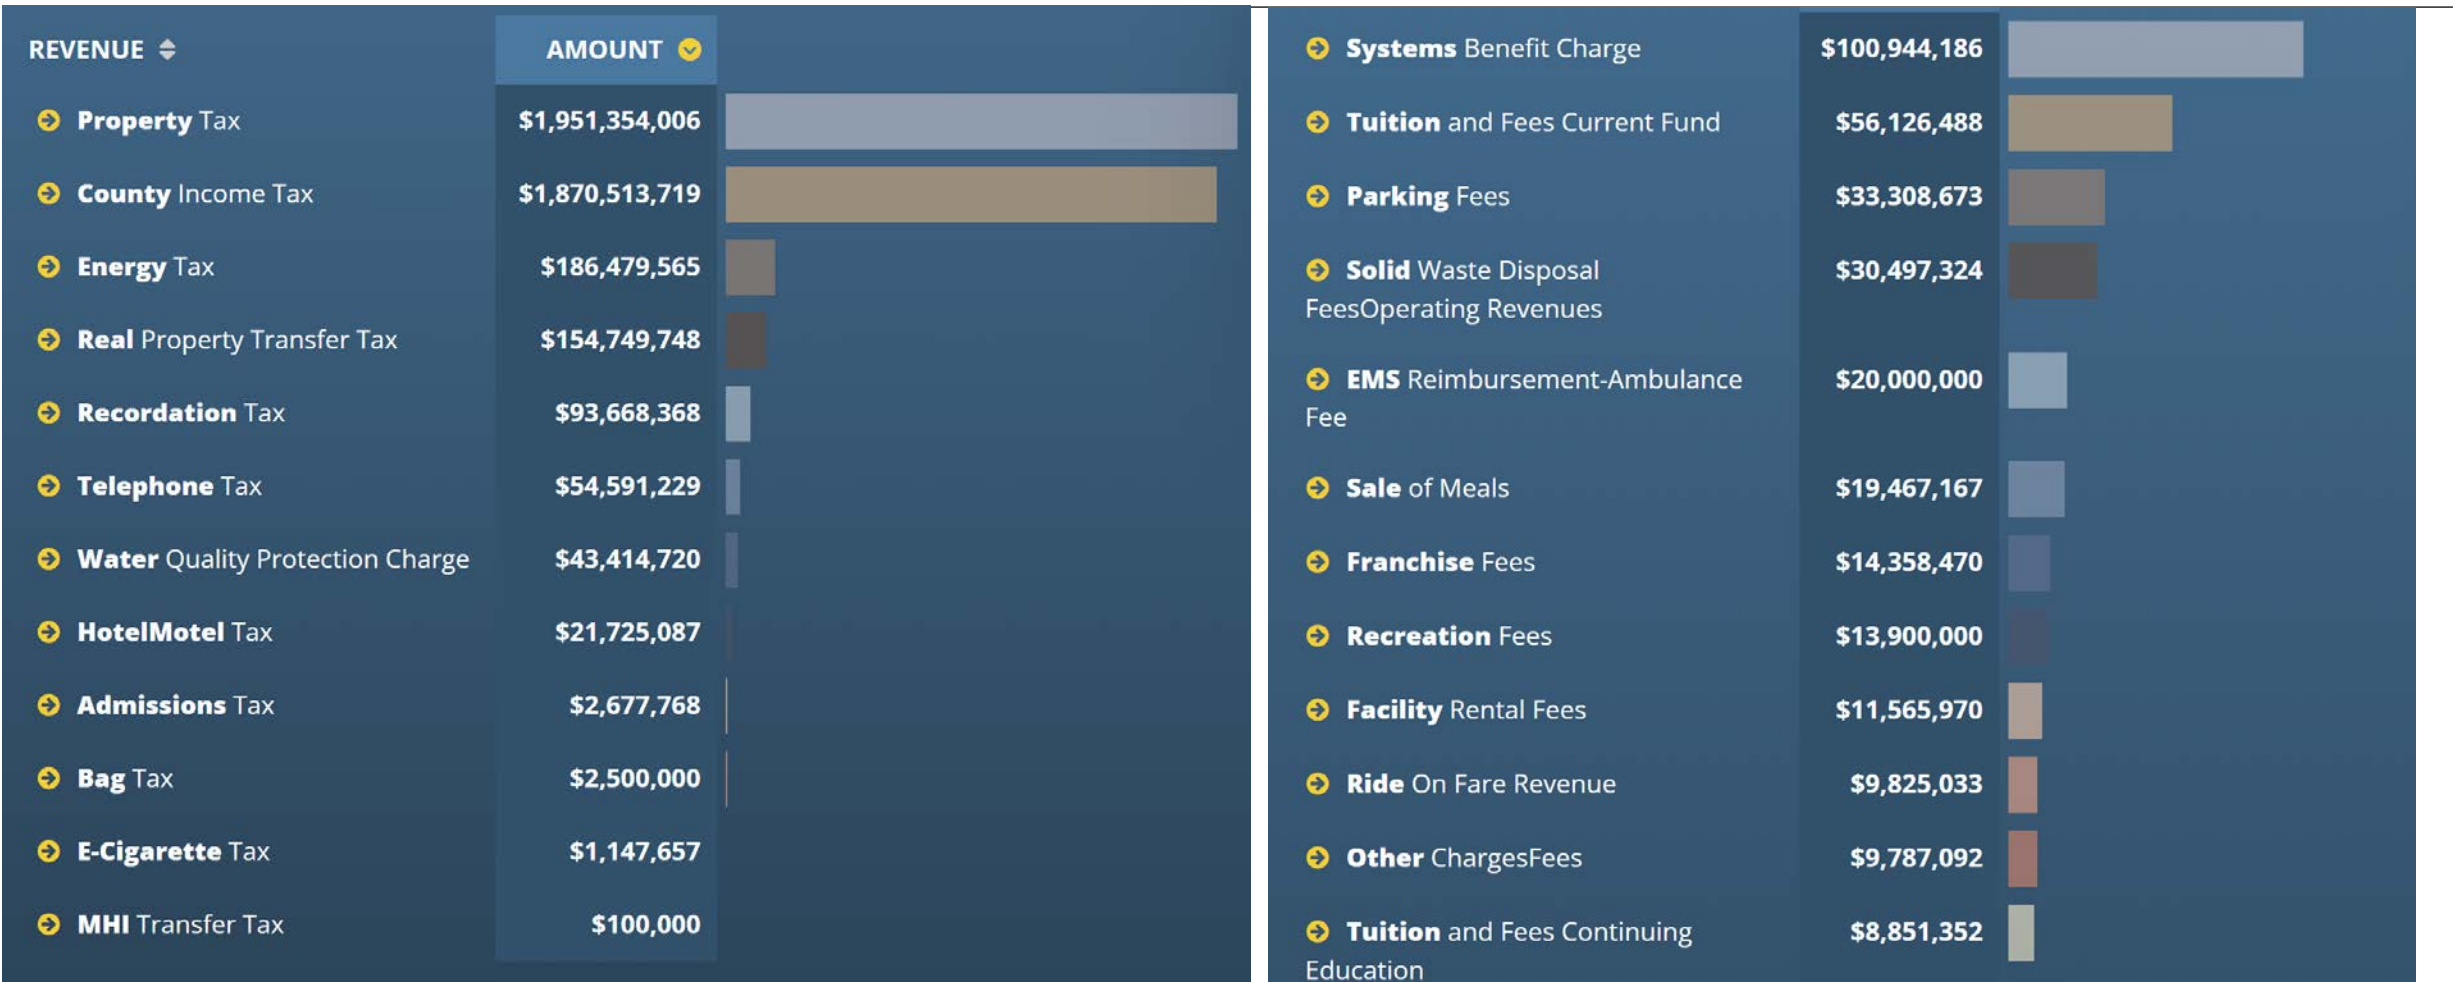 REVENUE AMOUNT
Property Tax $1,951,354,006
County Income Tax $1,870,513,719
Energy Tax $186,479,565
Real Property Transfer Tax $154,749,748
Recordation Tax $93,668,368
Telephone Tax $54,591,229
Water Quality Protection Charge $43,414,720
HotelMotel Tax $21,725,087
Admissions Tax $2,677,768
Bag Tax $2,500,000
E-Cigarette Tax $1,147,657
MHI Transfer Tax $100,000
Systems Benefit Charge $100,944,186
Tuition and Fees Current Fund $56,126,488
Parking Fees $33,308,673
Solid Waste Disposal $30,497,324
FeesOperating Revenues
EMS Reimbursement-Ambulance $20,000,000
Fee
Sale of Meals $19,467,167
Franchise Fees $14,358,470
Recreation Fees $13,900,000
Facility Rental Fees $11,565,970
Ride On Fare Revenue $9,825,033
Other ChargesFees $9,787,092
Tuition and Fees Continuing $8,851,352
Education